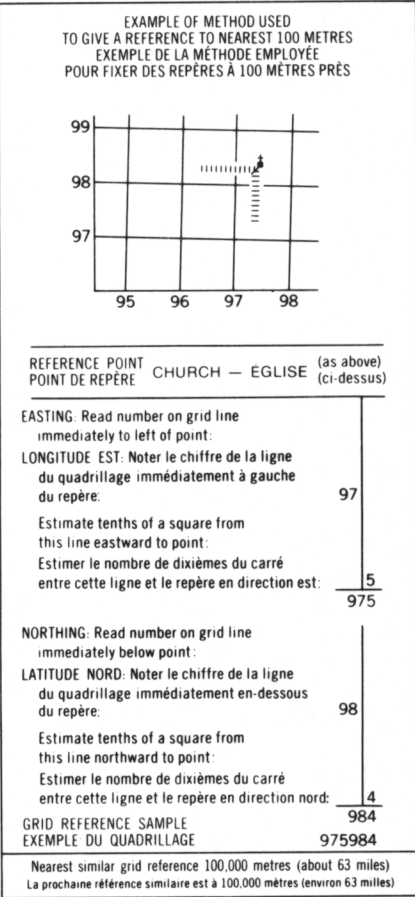 EXAMPLE OF METHOD USED
TO GIVE A REFERENCE TO NEAREST 100 METRES
EXEMPLE DE LA MÉTHODE EMPLOYÉE
POUR FIXER DES REPÈRES À 100 MÈTRES PRÈS
99
98
97
95 96 97 98
REFERENCE POINT CHURCH — ÉGLISE (as above)
POINT DE REPÈRE (ci-dessus)
EASTING: Read number on grid line
immediately to left of point:
LONGITUDE EST: Noter le chiffre de la ligne
du quadrillage immédiatement à gauche
du repère: 97
Estimate tenths of a square from
this line eastward to point:
Estimer le nombre de dixièmes du carré
entre cette ligne et le repère en direction est: 5
975
NORTHING: Read number on grid line
immediately below point:
LATITUDE NORD: Noter le chiffre de la ligne
du quadrillage immédiatement en-dessous
du repère: 98
Estimate tenths of a square from
this line northward to point:
Estimer le nombre de dixièmes du carré
entre cette ligne et le repère en direction nord: 4
984
GRID REFERENCE SAMPLE
EXEMPLE DU QUADRILLAGE 975984
Nearest similar grid reference 100,000 metres (about 63 miles)
La prochaine référence similaire est à 100,000 mètres (environ 63 milles)